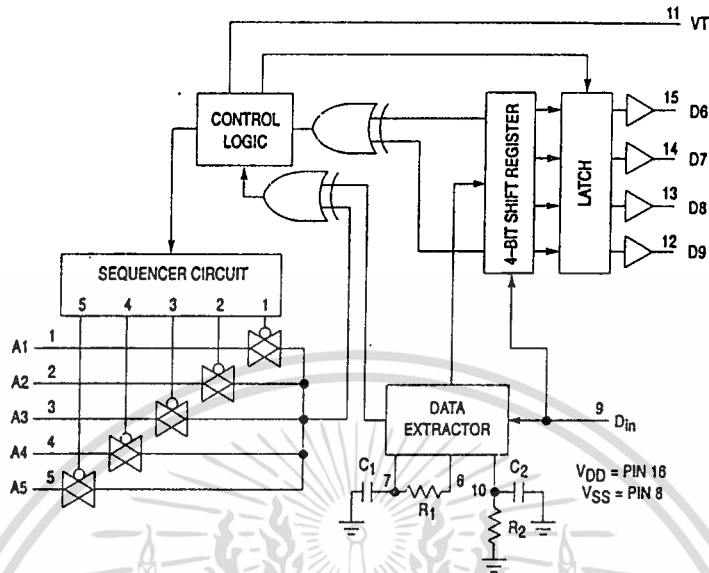 11 VT
CONTROL LOGIC
4-BIT SHIFT REGISTER
LATCH
15 D6
14 D7
13 D8
12 D9
SEQUENCER CIRCUIT
5 4 3 2 1
A1 1
A2 2
A3 3
A4 4
A5 5
DATA EXTRACTOR
9 Din
C1 7 R1 6 10 C2 R2
VDD = PIN 16
VSS = PIN 8